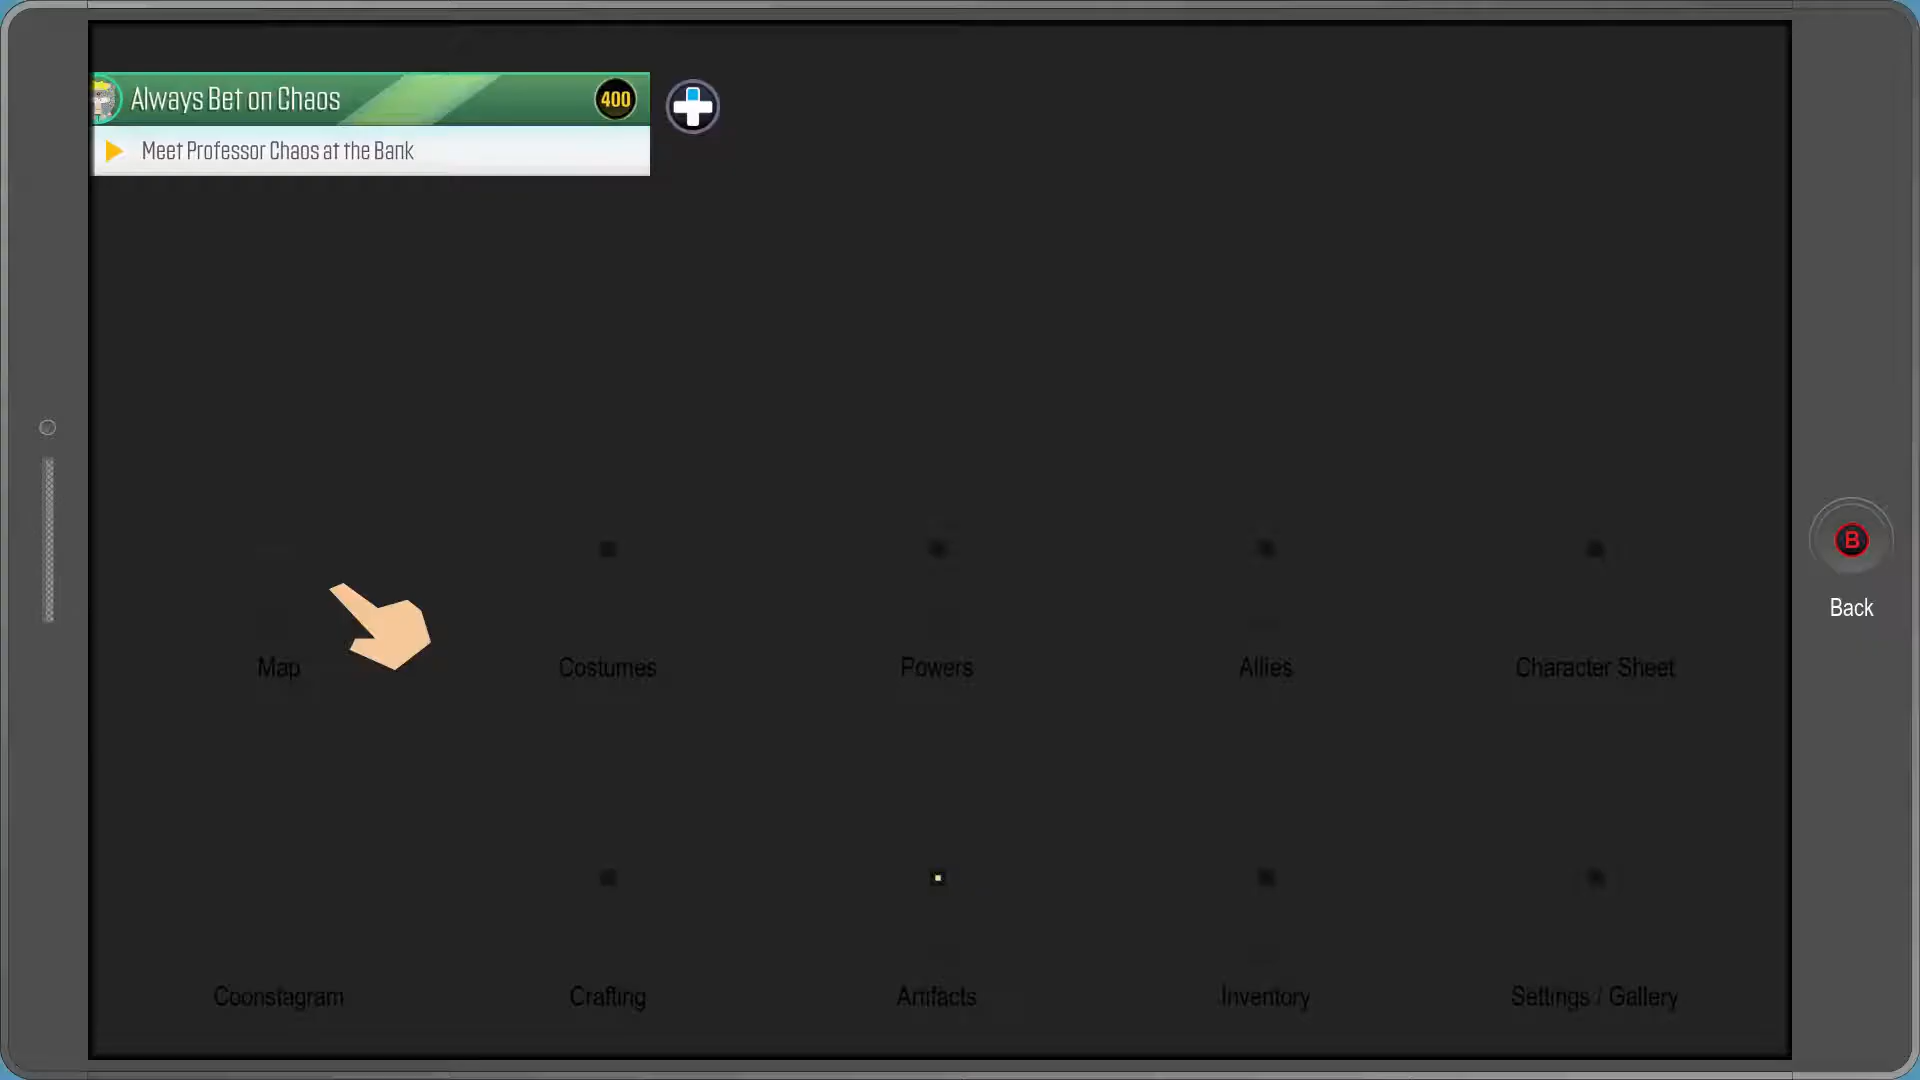 Always Bet on Chaos
400
Meet Professor Chaos at the Bank
B
Back
Map
Costumes
Powers
Allies
Character Sheet
Coonstagram
Crafting
Artifacts
Inventory
Settings / Gallery